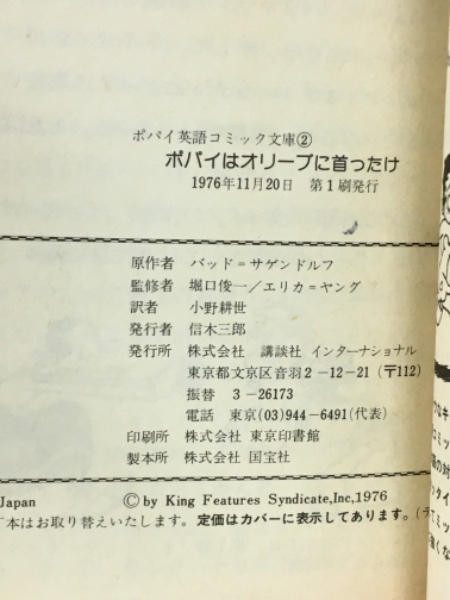 ポパイ英語コミック文庫②
ポパイはオリーブに首ったけ
1976年11月20日 第1刷発行
原作者 バッド=サゲンドルフ
監修者 堀口俊一/エリカ=ヤング
訳者 小野耕世
発行者 信木三郎
発行所 株式会社 講談社 インターナショナル
東京都文京区音羽2-12-21(〒112)
振替 3-26173
電話 東京(03)944-6491(代表)
印刷所 株式会社 東京印書館
製本所 株式会社 国宝社
Japan ©by King Features Syndicate,Inc,1976
本はお取り替えいたします。定価はカバーに表示してあります。